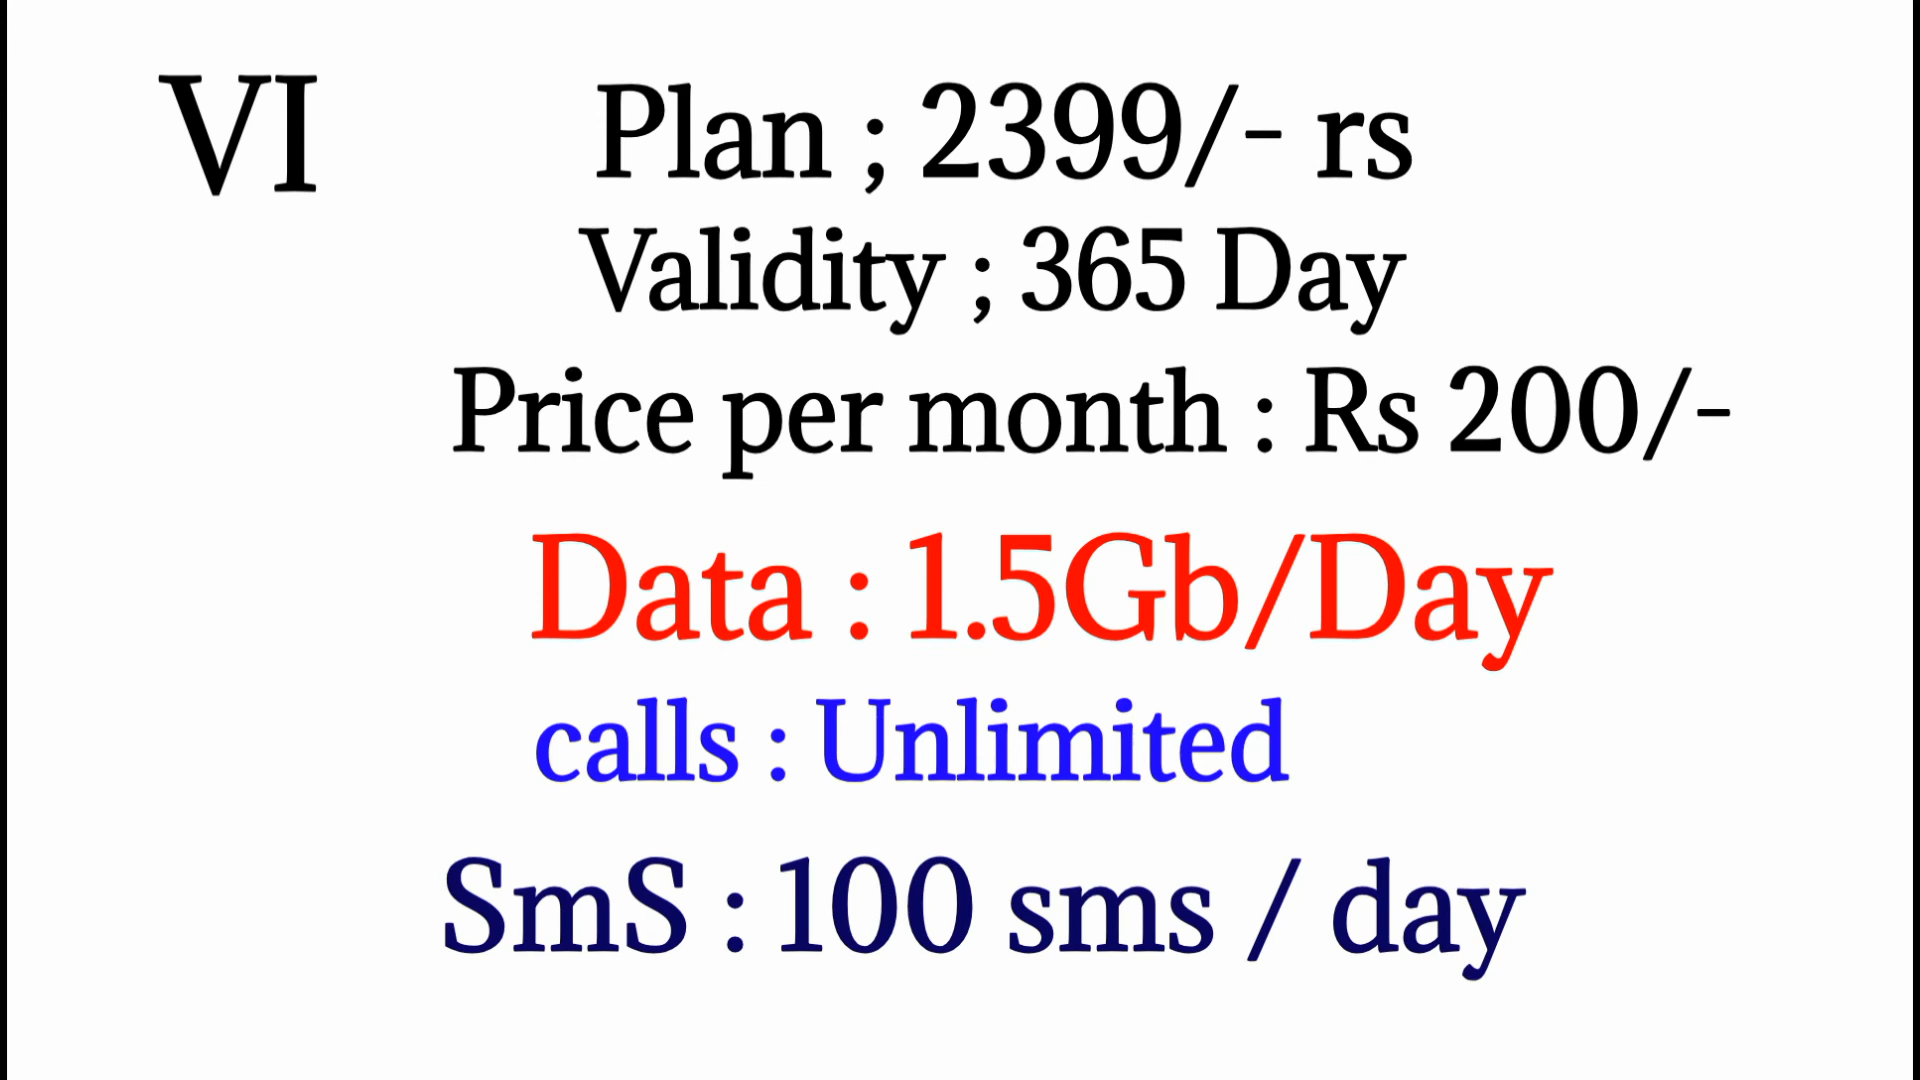 VI
Plan ; 2399/- rs
Validity ; 365 Day
Price per month : Rs 200/-
Data : 1.5Gb/Day
calls : Unlimited
SmS : 100 sms / day